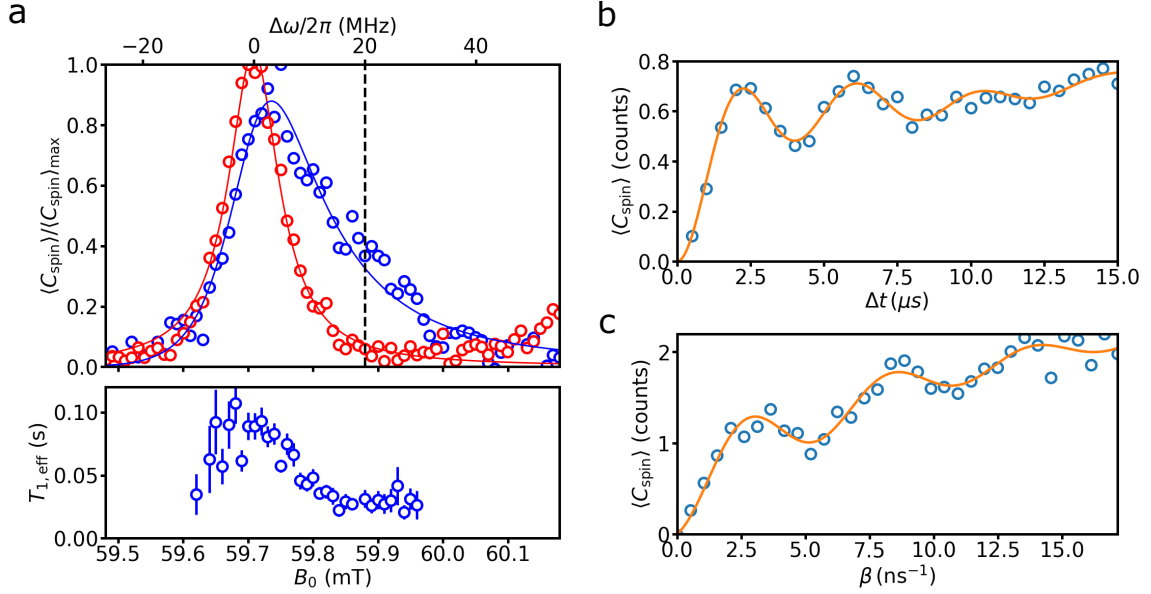 a
Δω/2π (MHz)
−20 0 20 40
⟨C_spin⟩/⟨C_spin⟩_max
1.0
0.8
0.6
0.4
0.2
0.0
T_1,eff (s)
0.10
0.05
0.00
59.5 59.6 59.7 59.8 59.9 60.0 60.1
B_0 (mT)
b
⟨C_spin⟩ (counts)
0.8
0.6
0.4
0.2
0.0
0.0 2.5 5.0 7.5 10.0 12.5 15.0
Δt (μs)
c
⟨C_spin⟩ (counts)
2
1
0
0.0 2.5 5.0 7.5 10.0 12.5 15.0
β (ns⁻¹)